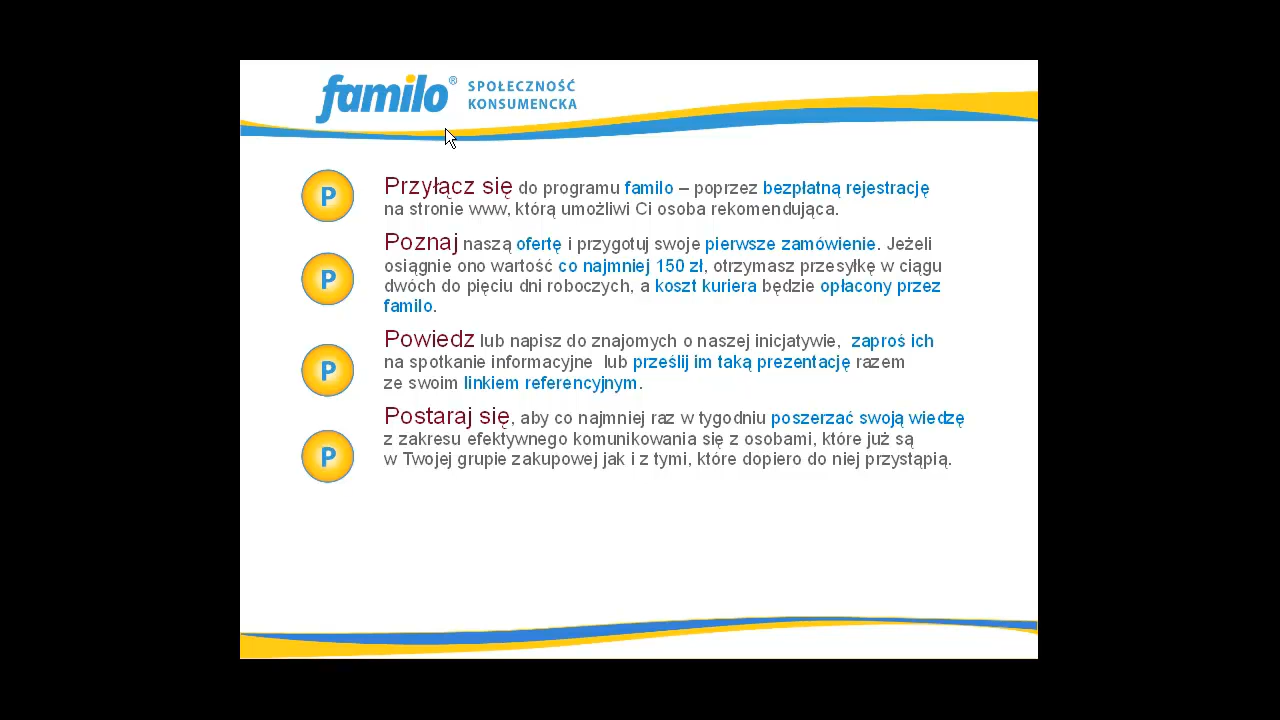 familo® SPOŁECZNOŚĆ
KONSUMENCKA
P
Przyłącz się do programu familo – poprzez bezpłatną rejestrację
na stronie www, którą umożliwi Ci osoba rekomendująca.
P
Poznaj naszą ofertę i przygotuj swoje pierwsze zamówienie. Jeżeli
osiągnie ono wartość co najmniej 150 zł, otrzymasz przesyłkę w ciągu
dwóch do pięciu dni roboczych, a koszt kuriera będzie opłacony przez
familo.
P
Powiedz lub napisz do znajomych o naszej inicjatywie, zaproś ich
na spotkanie informacyjne lub prześlij im taką prezentację razem
ze swoim linkiem referencyjnym.
P
Postaraj się, aby co najmniej raz w tygodniu poszerzać swoją wiedzę
z zakresu efektywnego komunikowania się z osobami, które już są
w Twojej grupie zakupowej jak i z tymi, które dopiero do niej przystąpią.